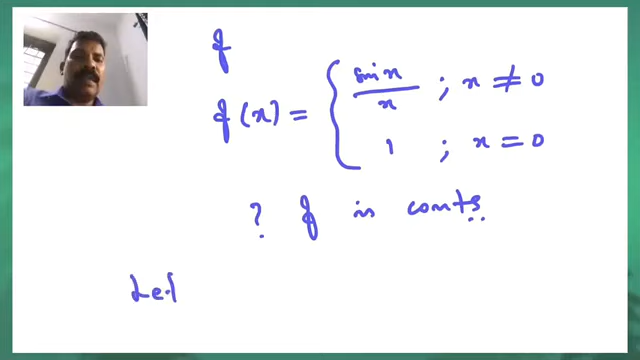 f
f(x) = { sin x / x ; x ≠ 0
1 ; x = 0
? f is conts
Let